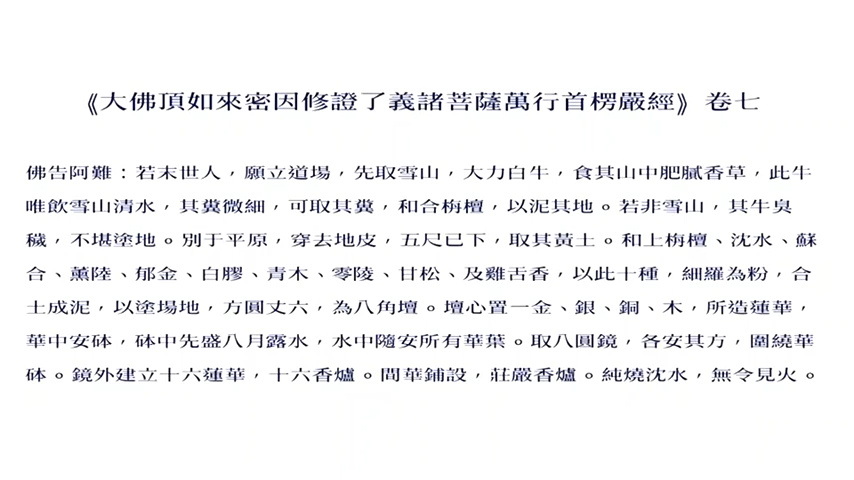 《大佛頂如來密因修證了義諸菩薩萬行首楞嚴經》卷七
佛告阿難：若末世人，願立道場，先取雪山，大力白牛，食其山中肥膩香草，此牛
唯飲雪山清水，其糞微細，可取其糞，和合栴檀，以泥其地。若非雪山，其牛臭
穢，不堪塗地。別于平原，穿去地皮，五尺已下，取其黃土。和上栴檀、沈水、蘇
合、薰陸、郁金、白膠、青木、零陵、甘松、及雞舌香，以此十種，細羅為粉，合
土成泥，以塗場地，方圓丈六，為八角壇。壇心置一金、銀、銅、木，所造蓮華，
華中安砵，砵中先盛八月露水，水中隨安所有華葉。取八圓鏡，各安其方，圍繞華
砵。鏡外建立十六蓮華，十六香爐。間華鋪設，莊嚴香爐。純燒沈水，無令見火。